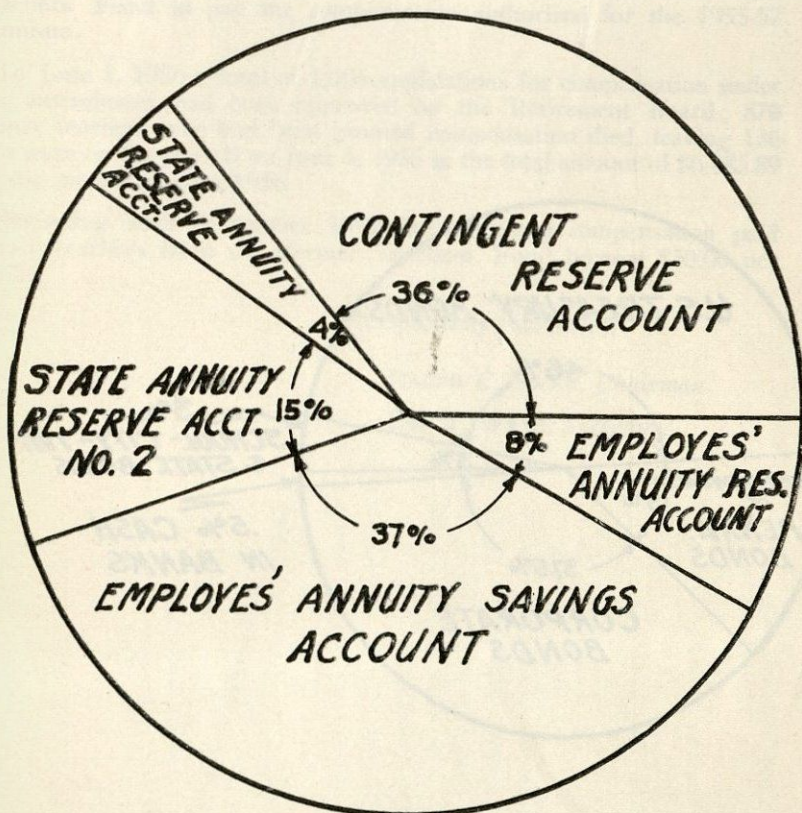 STATE ANNUITY
RESERVE
ACCT.
4%
CONTINGENT
RESERVE
ACCOUNT
36%
STATE ANNUITY
RESERVE ACCT.
NO. 2
15%
8%
EMPLOYES'
ANNUITY RES.
ACCOUNT
37%
EMPLOYES' ANNUITY SAVINGS
ACCOUNT